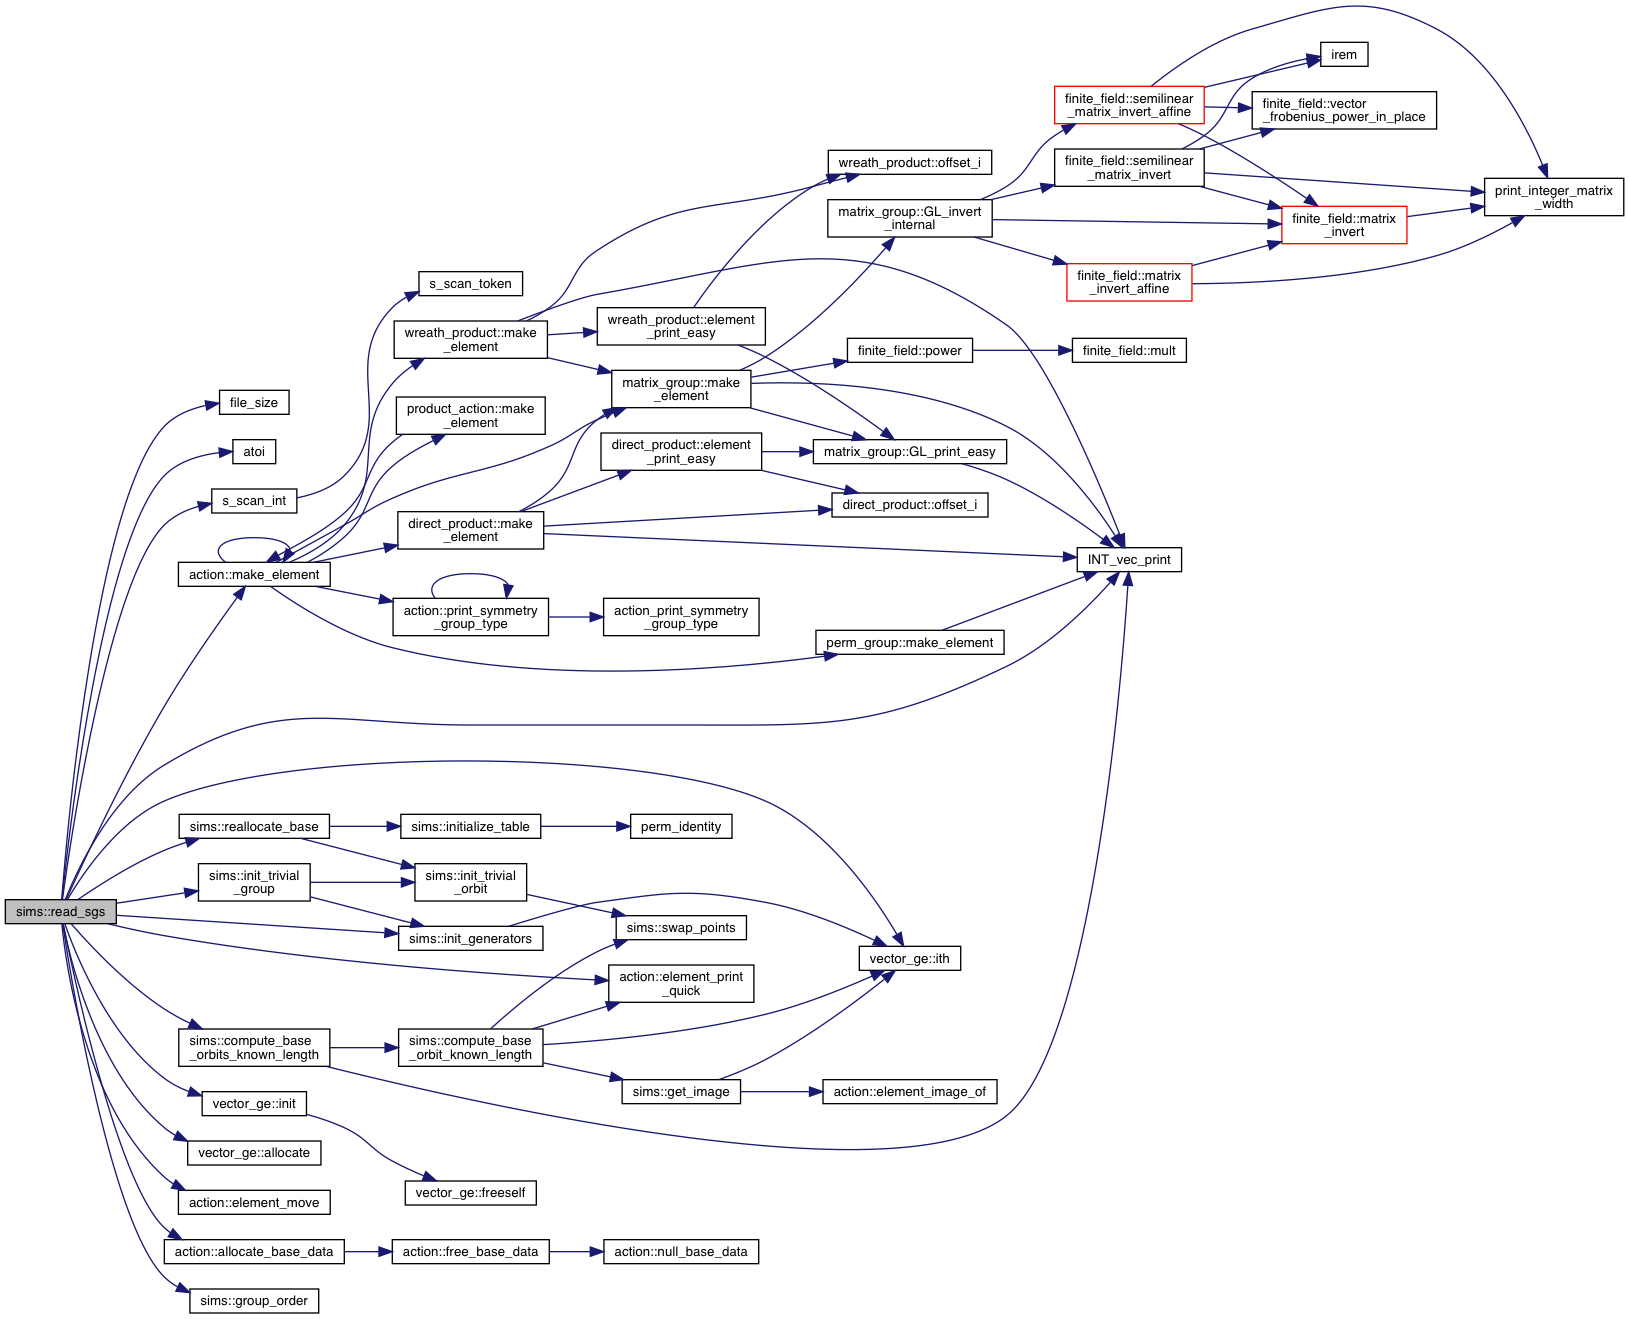 irem
finite_field::semilinear
_matrix_invert_affine
finite_field::vector
_frobenius_power_in_place
wreath_product::offset_i
finite_field::semilinear
_matrix_invert
print_integer_matrix
_width
matrix_group::GL_invert
_internal
finite_field::matrix
_invert
finite_field::matrix
_invert_affine
s_scan_token
wreath_product::make
_element
wreath_product::element
_print_easy
finite_field::power
finite_field::mult
matrix_group::make
_element
file_size
product_action::make
_element
atoi
direct_product::element
_print_easy
matrix_group::GL_print_easy
s_scan_int
direct_product::offset_i
direct_product::make
_element
INT_vec_print
action::make_element
action::print_symmetry
_group_type
action_print_symmetry
_group_type
perm_group::make_element
sims::reallocate_base
sims::initialize_table
perm_identity
sims::init_trivial
_group
sims::init_trivial
_orbit
sims::read_sgs
sims::swap_points
sims::init_generators
vector_ge::ith
action::element_print
_quick
sims::compute_base
_orbits_known_length
sims::compute_base
_orbit_known_length
sims::get_image
action::element_image_of
vector_ge::init
vector_ge::allocate
vector_ge::freeself
action::element_move
action::allocate_base_data
action::free_base_data
action::null_base_data
sims::group_order